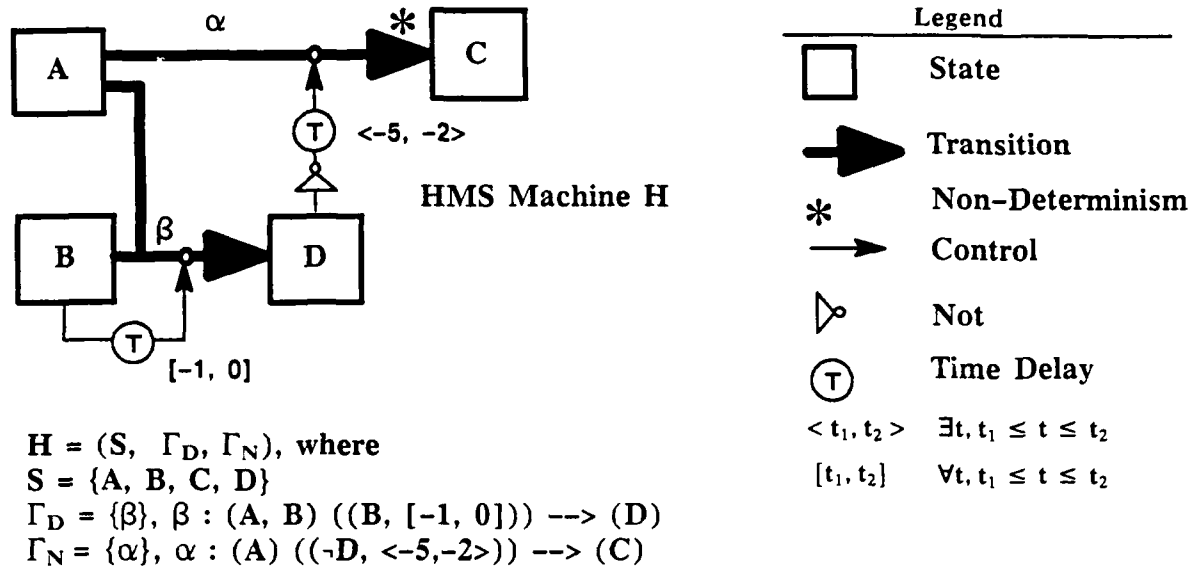 α
*
A
C
T
<-5, -2>
HMS Machine H
β
B
D
T
[-1, 0]
H = (S, Γ_D, Γ_N), where
S = {A, B, C, D}
Γ_D = {β}, β : (A, B) ((B, [-1, 0])) --> (D)
Γ_N = {α}, α : (A) ((¬D, <-5,-2>)) --> (C)
Legend
State
Transition
* Non-Determinism
Control
Not
T Time Delay
< t₁, t₂ > ∃t, t₁ ≤ t ≤ t₂
[t₁, t₂] ∀t, t₁ ≤ t ≤ t₂